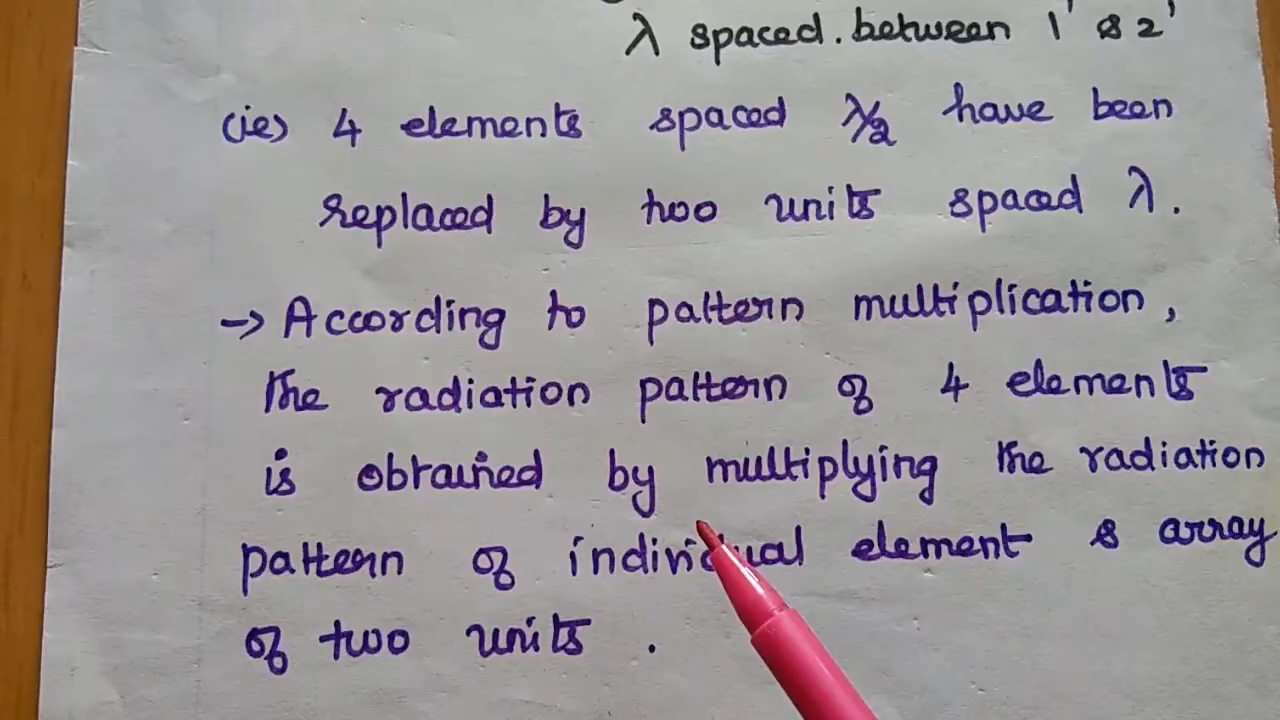 λ spaced. between 1' & 2'
(ie) 4 elements spaced λ/2 have been
replaced by two units spaced λ.
→ According to pattern multiplication,
the radiation pattern of 4 elements
is obtained by multiplying the radiation
pattern of individual element & array
of two units.